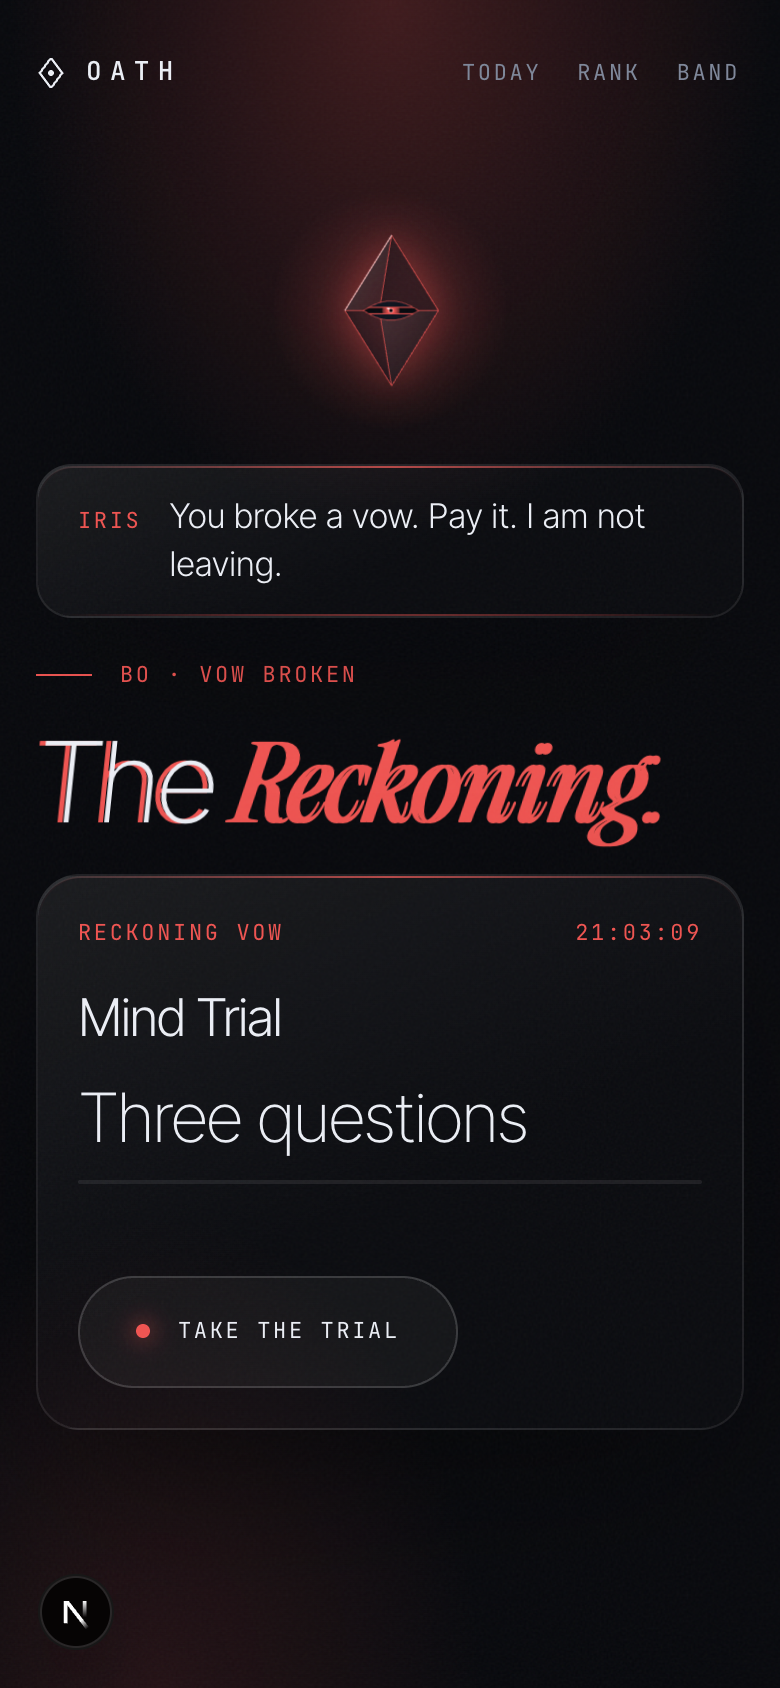 OATH
TODAY RANK BAND
IRIS You broke a vow. Pay it. I am not
leaving.
BO · VOW BROKEN
The Reckoning.
RECKONING VOW 21:03:09
Mind Trial
Three questions
TAKE THE TRIAL
N